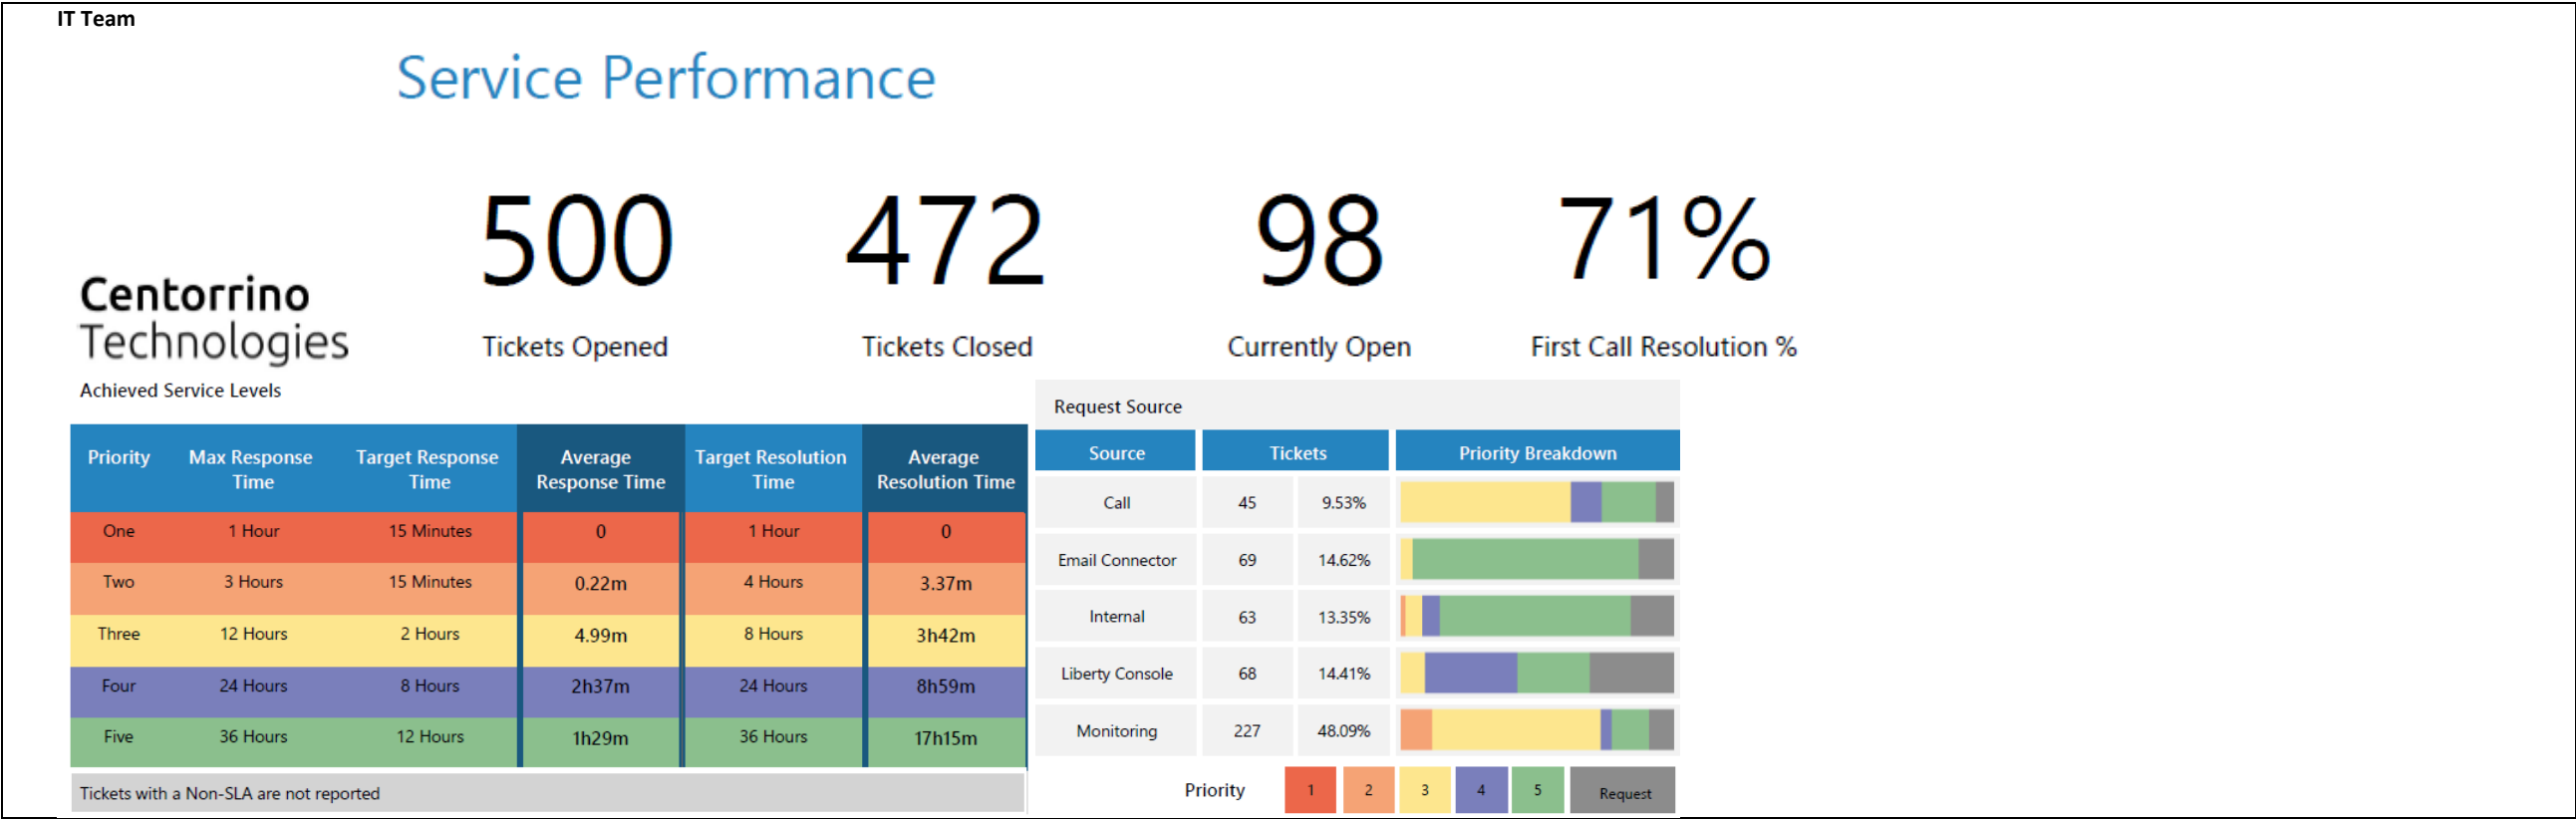 IT Team
Service Performance
500
472
98
71%
Centorrino
Technologies
Tickets Opened
Tickets Closed
Currently Open
First Call Resolution %
Achieved Service Levels
Priority Max Response Time Target Response Time Average Response Time Target Resolution Time Average Resolution Time
One 1 Hour 15 Minutes 0 1 Hour 0
Two 3 Hours 15 Minutes 0.22m 4 Hours 3.37m
Three 12 Hours 2 Hours 4.99m 8 Hours 3h42m
Four 24 Hours 8 Hours 2h37m 24 Hours 8h59m
Five 36 Hours 12 Hours 1h29m 36 Hours 17h15m
Tickets with a Non-SLA are not reported
Request Source
Source Tickets Priority Breakdown
Call 45 9.53%
Email Connector 69 14.62%
Internal 63 13.35%
Liberty Console 68 14.41%
Monitoring 227 48.09%
Priority 1 2 3 4 5 Request